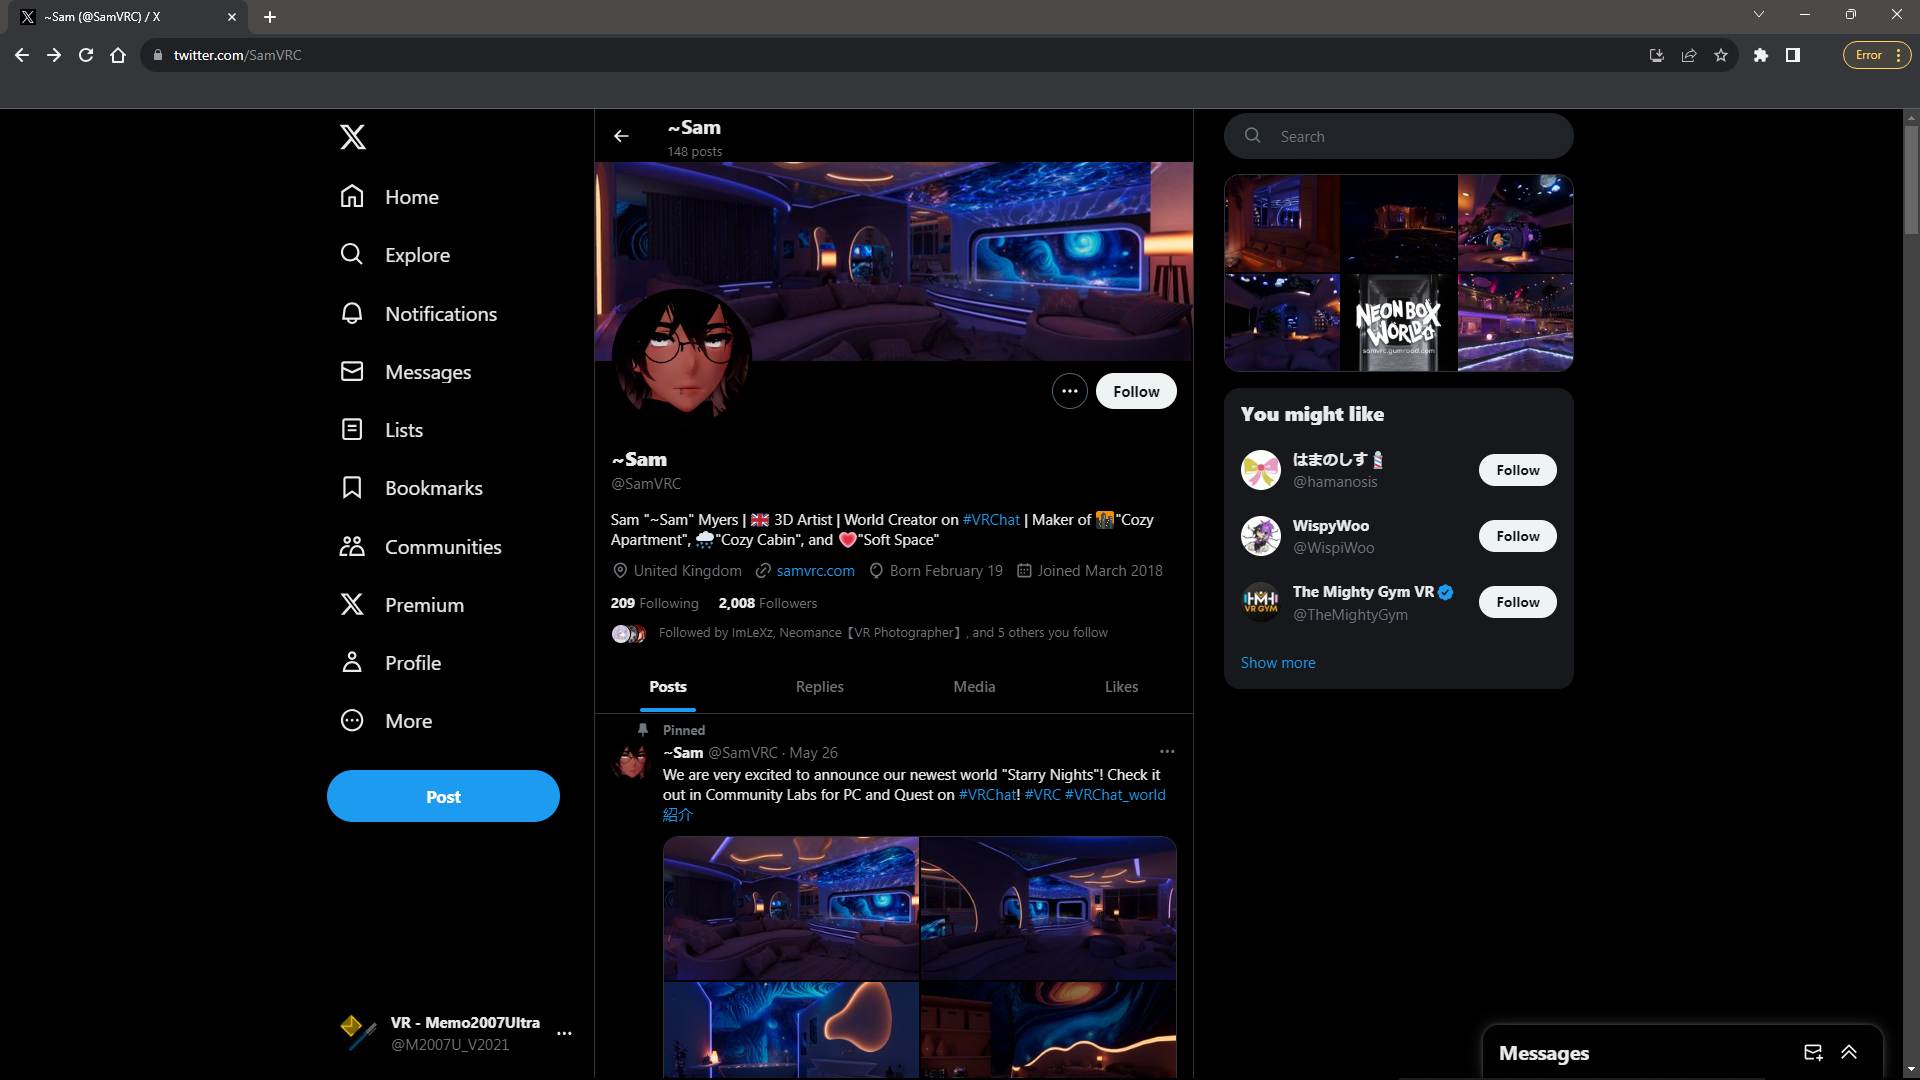 ~Sam (@SamVRC) / X
twitter.com/SamVRC
Error
Home
Explore
Notifications
Messages
Lists
Bookmarks
Communities
Premium
Profile
More
Post
VR - Memo2007Ultra
@M2007U_V2021
~Sam
148 posts
Follow
~Sam
@SamVRC
Sam "~Sam" Myers | 🇬🇧 3D Artist | World Creator on #VRChat | Maker of 🌃"Cozy
Apartment", 🌨️"Cozy Cabin", and 💗"Soft Space"
United Kingdom samvrc.com Born February 19 Joined March 2018
209 Following 2,008 Followers
Followed by ImLeXz, Neomance【VR Photographer】, and 5 others you follow
Posts Replies Media Likes
Pinned
~Sam @SamVRC · May 26
We are very excited to announce our newest world "Starry Nights"! Check it
out in Community Labs for PC and Quest on #VRChat! #VRC #VRChat_world
紹介
Search
NEON BOX
WORLD
samvrc.gumroad.com
You might like
はまのしす💈
@hamanosis
Follow
WispyWoo
@WispiWoo
Follow
The Mighty Gym VR
@TheMightyGym
Follow
VR GYM
Show more
Messages